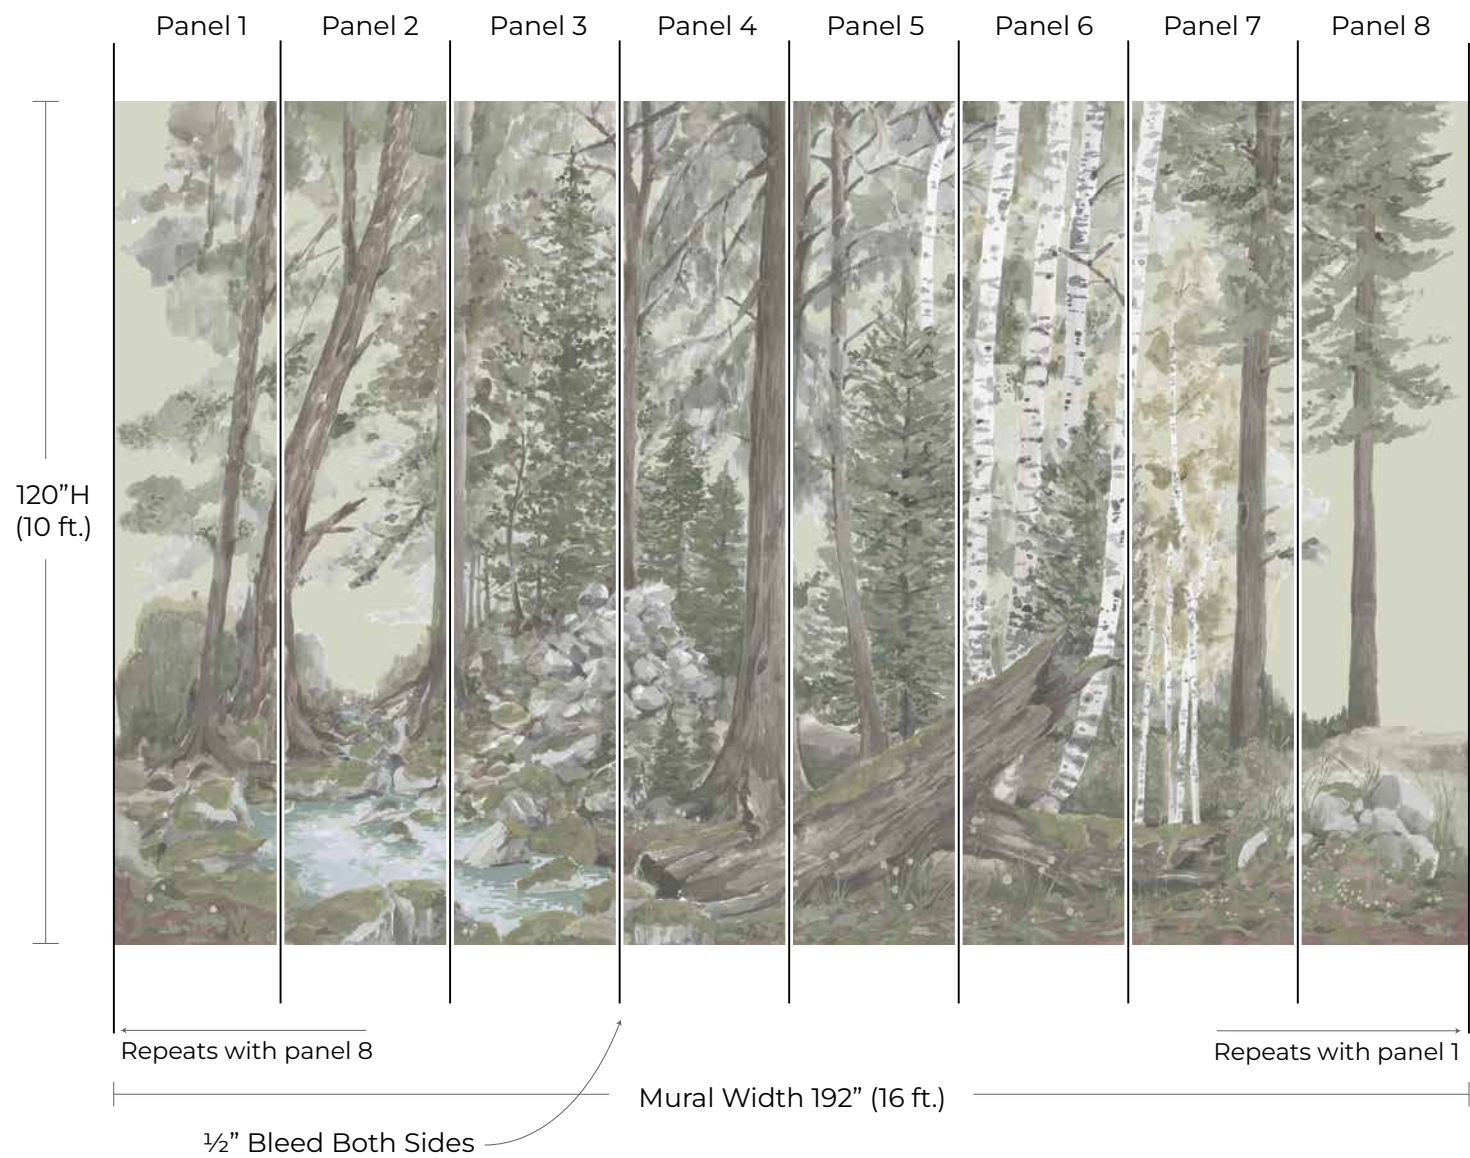 Panel 1
Panel 2
Panel 3
Panel 4
Panel 5
Panel 6
Panel 7
Panel 8
120”H
(10 ft.)
Repeats with panel 8
Repeats with panel 1
Mural Width 192” (16 ft.)
½” Bleed Both Sides